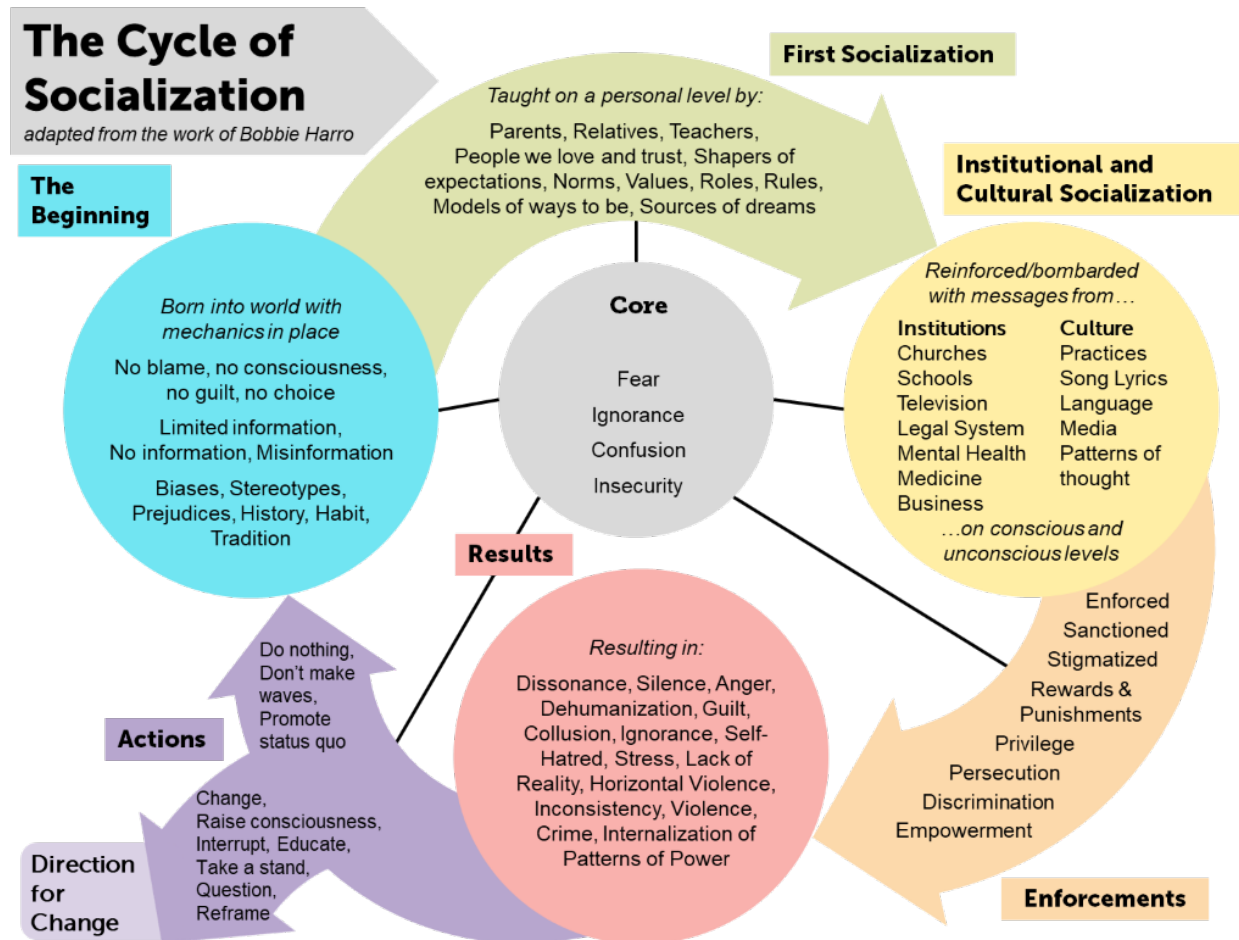 The Cycle of
Socialization
adapted from the work of Bobbie Harro
The
Beginning
Born into world with
mechanics in place
No blame, no consciousness,
no guilt, no choice
Limited information,
No information, Misinformation
Biases, Stereotypes,
Prejudices, History, Habit,
Tradition
First Socialization
Taught on a personal level by:
Parents, Relatives, Teachers,
People we love and trust, Shapers of
expectations, Norms, Values, Roles, Rules,
Models of ways to be, Sources of dreams
Institutional and
Cultural Socialization
Reinforced/bombarded
with messages from…
Institutions
Churches
Schools
Television
Legal System
Mental Health
Medicine
Business
Culture
Practices
Song Lyrics
Language
Media
Patterns of
thought
…on conscious and
unconscious levels
Enforced
Sanctioned
Stigmatized
Rewards &
Punishments
Privilege
Persecution
Discrimination
Empowerment
Enforcements
Results
Resulting in:
Dissonance, Silence, Anger,
Dehumanization, Guilt,
Collusion, Ignorance, Self-
Hatred, Stress, Lack of
Reality, Horizontal Violence,
Inconsistency, Violence,
Crime, Internalization of
Patterns of Power
Actions
Do nothing,
Don't make
waves,
Promote
status quo
Change,
Raise consciousness,
Interrupt, Educate,
Take a stand,
Question,
Reframe
Direction
for
Change
Core
Fear
Ignorance
Confusion
Insecurity